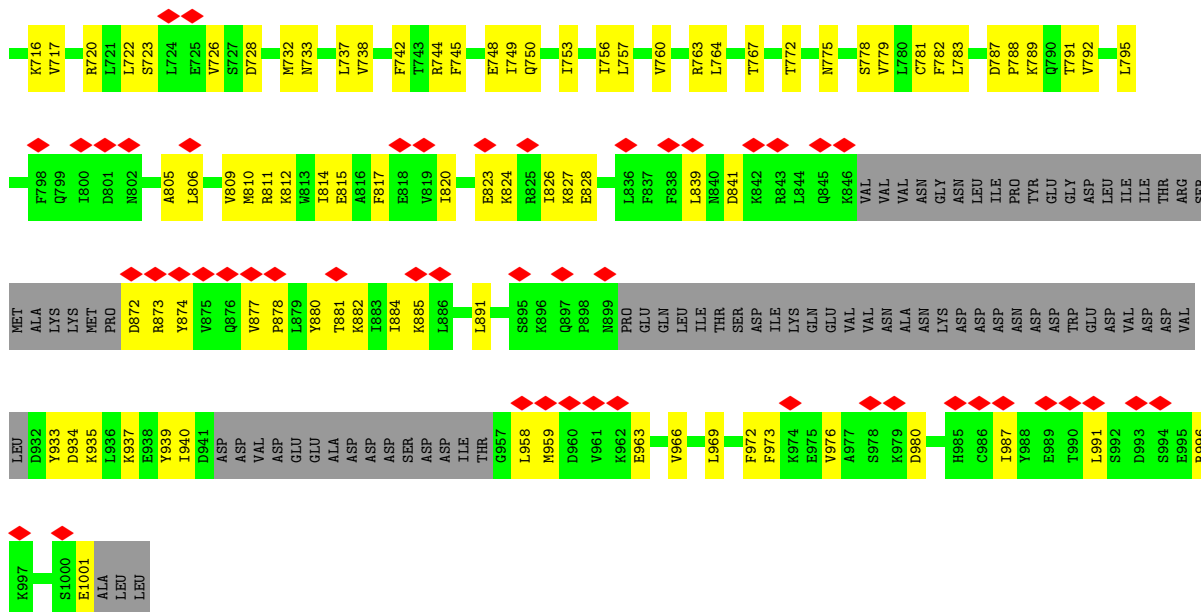 K716 V717 R720 L721 L722 S723 L724 E725 V726 S727 D728 M732 N733 L737 V738 F742 T743 R744 F745 E748 I749 Q750 I753 I756 L757 V760 R763 L764 T767 T772 N775 S778 V779 L780 C781 F782 L783 D787 P788 K789 Q790 T791 V792 L795
F798 Q799 I800 D801 N802 A805 L806 V809 M810 R811 K812 W813 I814 E815 A816 F817 E818 V819 I820 E823 K824 R825 I826 K827 E828 L836 F837 F838 L839 N840 D841 K842 R843 L844 Q845 K846 VAL VAL VAL ASN GLY ASN LEU ILE PRO TYR GLU GLY ASP LEU ILE ILE THR ARG SER
MET ALA LYS LYS MET PRO D872 R873 Y874 V875 Q876 V877 P878 L879 Y880 T881 K882 I883 I884 K885 L886 L891 S895 K896 Q897 P898 N899 PRO GLU GLN LEU ILE THR SER ASP ILE LYS GLN GLU VAL VAL ASN ALA ASN LYS ASP ASP ASP ASN ASP ASP TRP GLU ASP VAL ASP ASP VAL
LEU D932 Y933 D934 K935 L936 K937 E938 Y939 I940 D941 ASP ASP VAL ASP GLU GLU ALA ASP ASP ASP SER ASP ASP ILE THR G957 L958 M959 D960 V961 K962 E963 V966 L969 F972 F973 K974 E975 V976 A977 S978 K979 D980 H985 C986 I987 Y988 E989 T990 L991 S992 D993 S994 E995 R996
K997 S1000 E1001 ALA LEU LEU